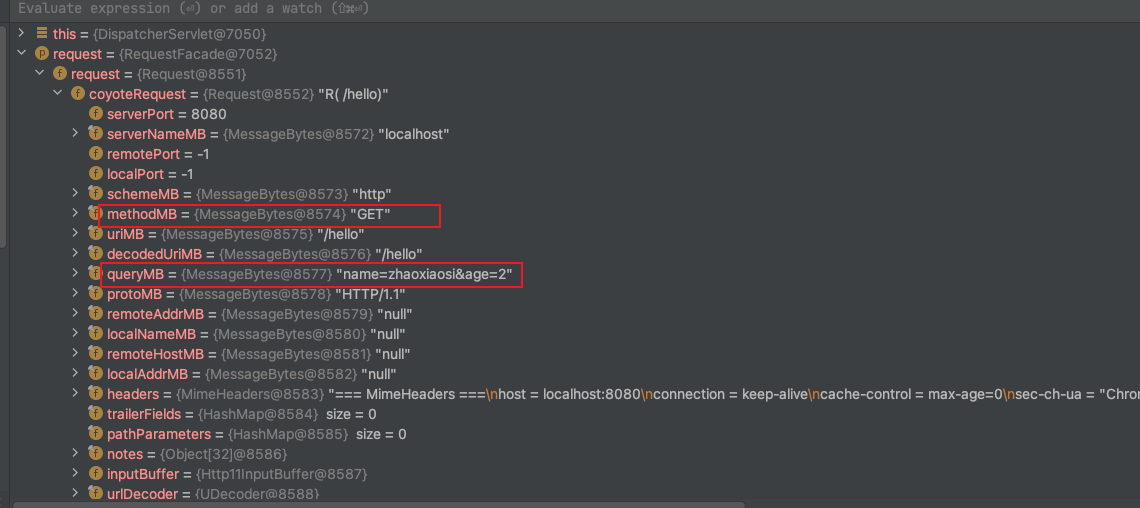 Evaluate expression (⏎) or add a watch (⇧⌘⏎)
this = {DispatcherServlet@7050}
p request = {RequestFacade@7052}
f request = {Request@8551}
f coyoteRequest = {Request@8552} "R( /hello)"
f serverPort = 8080
f serverNameMB = {MessageBytes@8572} "localhost"
f remotePort = -1
f localPort = -1
f schemeMB = {MessageBytes@8573} "http"
f methodMB = {MessageBytes@8574} "GET"
f uriMB = {MessageBytes@8575} "/hello"
f decodedUriMB = {MessageBytes@8576} "/hello"
f queryMB = {MessageBytes@8577} "name=zhaoxiaosi&age=2"
f protoMB = {MessageBytes@8578} "HTTP/1.1"
f remoteAddrMB = {MessageBytes@8579} "null"
f localNameMB = {MessageBytes@8580} "null"
f remoteHostMB = {MessageBytes@8581} "null"
f localAddrMB = {MessageBytes@8582} "null"
f headers = {MimeHeaders@8583} "=== MimeHeaders ===\nhost = localhost:8080\nconnection = keep-alive\ncache-control = max-age=0\nsec-ch-ua = "Chron
f trailerFields = {HashMap@8584} size = 0
f pathParameters = {HashMap@8585} size = 0
f notes = {Object[32]@8586}
f inputBuffer = {Http11InputBuffer@8587}
f urlDecoder = {UDecoder@8588}